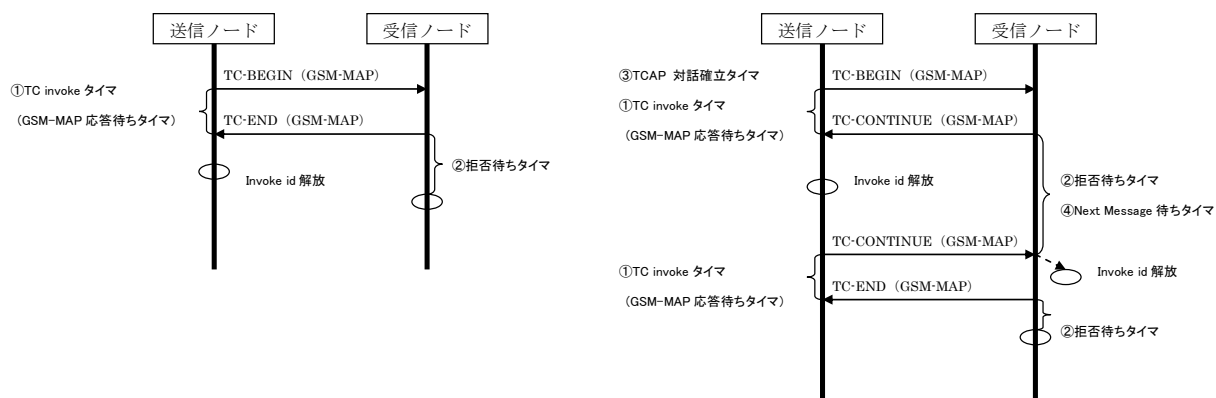 送信ノード
受信ノード
TC-BEGIN（GSM-MAP）
①TC invoke タイマ
（GSM-MAP 応答待ちタイマ）
TC-END（GSM-MAP）
②拒否待ちタイマ
Invoke id 解放
送信ノード
受信ノード
③TCAP 対話確立タイマ
TC-BEGIN（GSM-MAP）
①TC invoke タイマ
（GSM-MAP 応答待ちタイマ）
TC-CONTINUE（GSM-MAP）
Invoke id 解放
②拒否待ちタイマ
④Next Message 待ちタイマ
TC-CONTINUE（GSM-MAP）
①TC invoke タイマ
Invoke id 解放
（GSM-MAP 応答待ちタイマ）
TC-END（GSM-MAP）
②拒否待ちタイマ